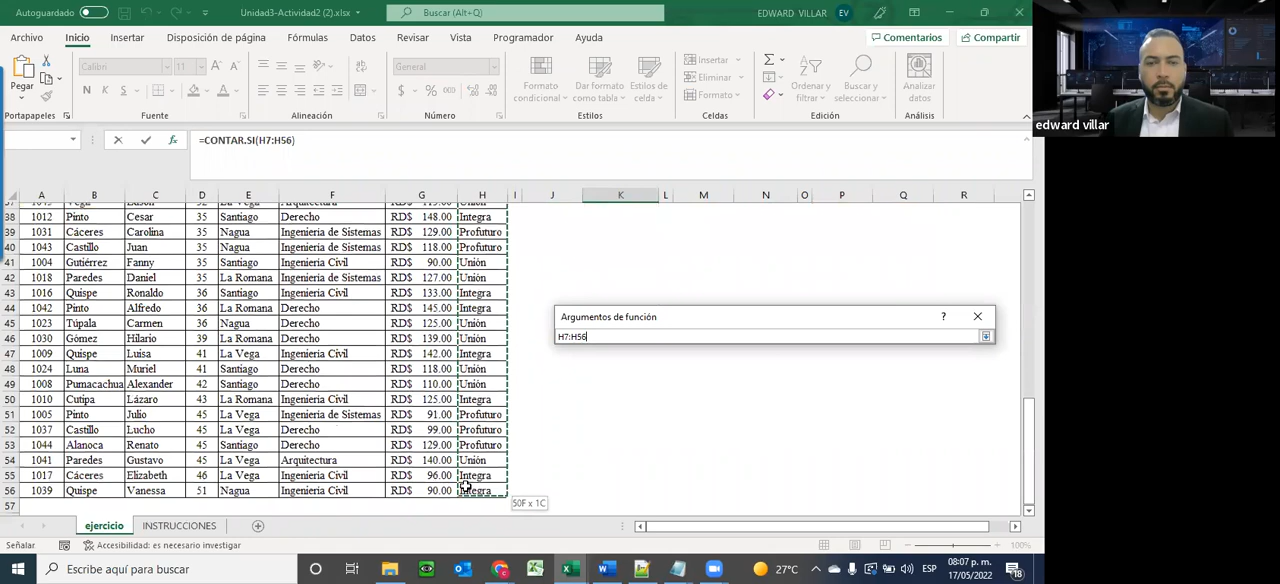 Autoguardado
Unidad3-Actividad2 (2).xlsx
Buscar (Alt+Q)
EDWARD VILLAR EV
Archivo Inicio Insertar Disposición de página Fórmulas Datos Revisar Vista Programador Ayuda Comentarios Compartir
Pegar
Calibri 11 A A
N K S
General
$ % 000
Formato condicional
Dar formato como tabla
Estilos de celda
Insertar
Eliminar
Formato
Ordenar y filtrar
Buscar y seleccionar
Analizar datos
Portapapeles Fuente Alineación Número Estilos Celdas Edición Análisis
edward villar
fx =CONTAR.SI(H7:H56)
A B C D E F G H I J K L M N O P Q R
38 1012 Pinto Cesar 35 Santiago Derecho RD$ 148.00 Integra
39 1031 Cáceres Carolina 35 Nagua Ingenieria de Sistemas RD$ 129.00 Profuturo
40 1043 Castillo Juan 35 Nagua Derecho RD$ 118.00 Profuturo
41 1004 Gutiérrez Fanny 35 Santiago Ingenieria Civil RD$ 90.00 Unión
42 1018 Paredes Daniel 35 La Romana Ingenieria de Sistemas RD$ 127.00 Unión
43 1016 Quispe Ronaldo 36 Santiago Ingenieria Civil RD$ 133.00 Integra
44 1042 Pinto Alfredo 36 La Romana Derecho RD$ 145.00 Integra
45 1023 Túpala Carmen 36 Nagua Derecho RD$ 125.00 Unión
46 1030 Gómez Hilario 39 La Romana Derecho RD$ 139.00 Unión
47 1009 Quispe Luisa 41 La Vega Ingenieria Civil RD$ 142.00 Integra
48 1024 Luna Muriel 41 Santiago Derecho RD$ 118.00 Unión
49 1008 Pumacachua Alexander 42 Santiago Derecho RD$ 110.00 Unión
50 1010 Cutipa Lázaro 43 La Romana Ingenieria Civil RD$ 125.00 Integra
51 1005 Pinto Julio 45 La Vega Ingenieria de Sistemas RD$ 91.00 Profuturo
52 1037 Castillo Lucho 45 La Vega Derecho RD$ 99.00 Profuturo
53 1044 Alanoca Renato 45 Santiago Derecho RD$ 129.00 Profuturo
54 1041 Paredes Gustavo 45 La Vega Arquitectura RD$ 140.00 Unión
55 1017 Cáceres Elizabeth 46 La Vega Ingenieria Civil RD$ 96.00 Integra
56 1039 Quispe Vanessa 51 Nagua Ingenieria Civil RD$ 90.00 Integra
57
50F x 1C
Argumentos de función ?
H7:H56
ejercicio INSTRUCCIONES
Señalar Accesibilidad: es necesario investigar 100%
Escribe aquí para buscar
27°C
ESP
08:07 p. m.
17/05/2022
18